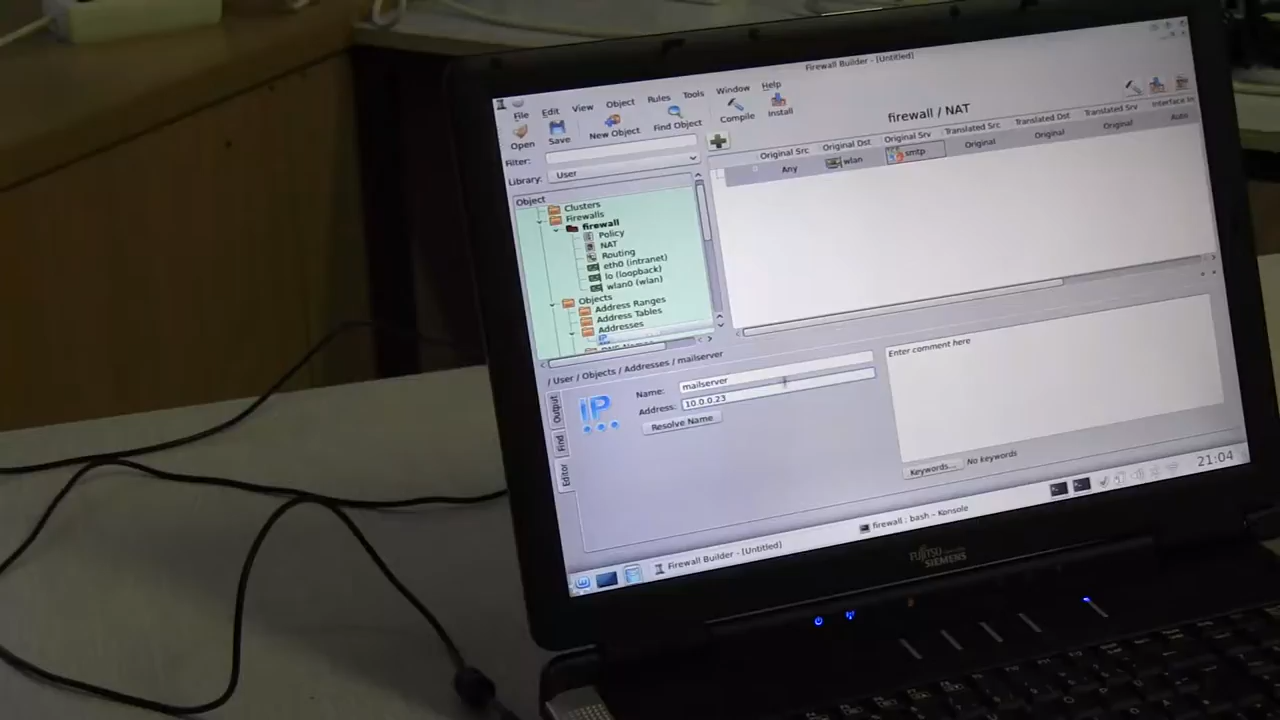 Firewall Builder - [Untitled]
File Edit View Object Rules Tools Window Help
Open Save New Object Find Object Compile Install
Filter:
Library: User
firewall / NAT
Original Src Original Dst Original Srv Translated Src Translated Dst Translated Srv Interface In
Any wlan smtp Original Original Original Auto
Object
Clusters
Firewalls
firewall
Policy
NAT
Routing
eth0 (intranet)
lo (loopback)
wlan0 (wlan)
Objects
Address Ranges
Address Tables
Addresses
/ User / Objects / Addresses / mailserver
Output
Find
Editor
IP
Name: mailserver
Address: 10.0.0.23
Resolve Name
Enter comment here
Keywords... No keywords
Firewall Builder - [Untitled]
firewall : bash – Konsole
21:04
FUJITSU
SIEMENS